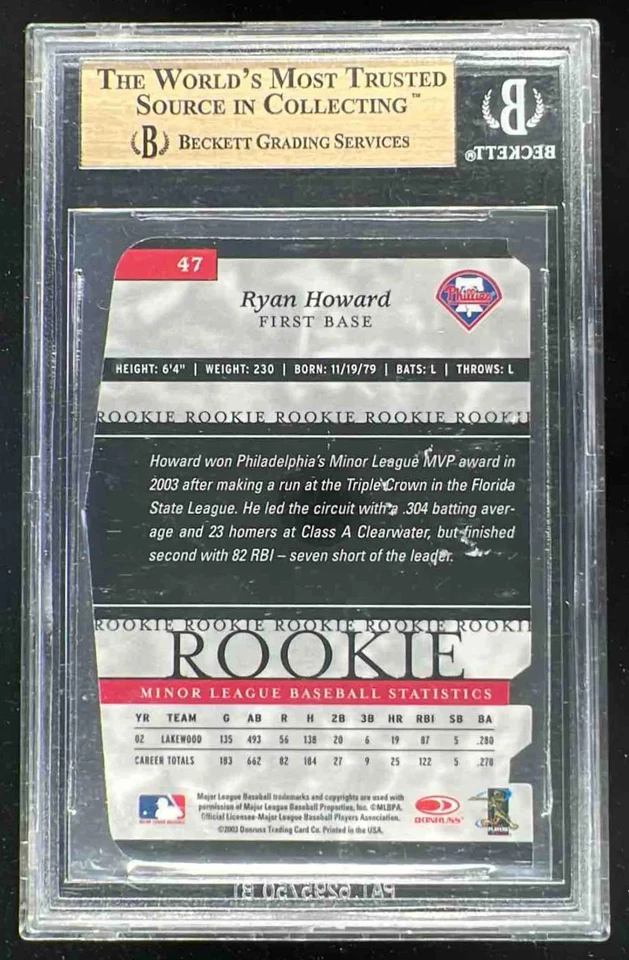 THE WORLD'S MOST TRUSTED
SOURCE IN COLLECTING™
B BECKETT GRADING SERVICES
B
BECKETT®
47
Ryan Howard
FIRST BASE
Phillies
HEIGHT: 6'4" | WEIGHT: 230 | BORN: 11/19/79 | BATS: L | THROWS: L
ROOKIE ROOKIE ROOKIE ROOKIE ROOKIE
Howard won Philadelphia's Minor League MVP award in
2003 after making a run at the Triple Crown in the Florida
State League. He led the circuit with a .304 batting aver-
age and 23 homers at Class A Clearwater, but finished
second with 82 RBI – seven short of the leader.
ROOKIE ROOKIE ROOKIE ROOKIE ROOKIE
ROOKIE
MINOR LEAGUE BASEBALL STATISTICS
YR TEAM G AB R H 2B 3B HR RBI SB BA
02 LAKEWOOD 135 493 56 138 20 6 19 87 5 .280
CAREER TOTALS 183 662 82 184 27 9 25 122 5 .278
Major League Baseball trademarks and copyrights are used with
permission of Major League Baseball Properties, Inc. ©MLBPA.
Official Licensee-Major League Baseball Players Association.
©2003 Donruss Trading Card Co. Printed in the USA.
DONRUSS
PLAYERS